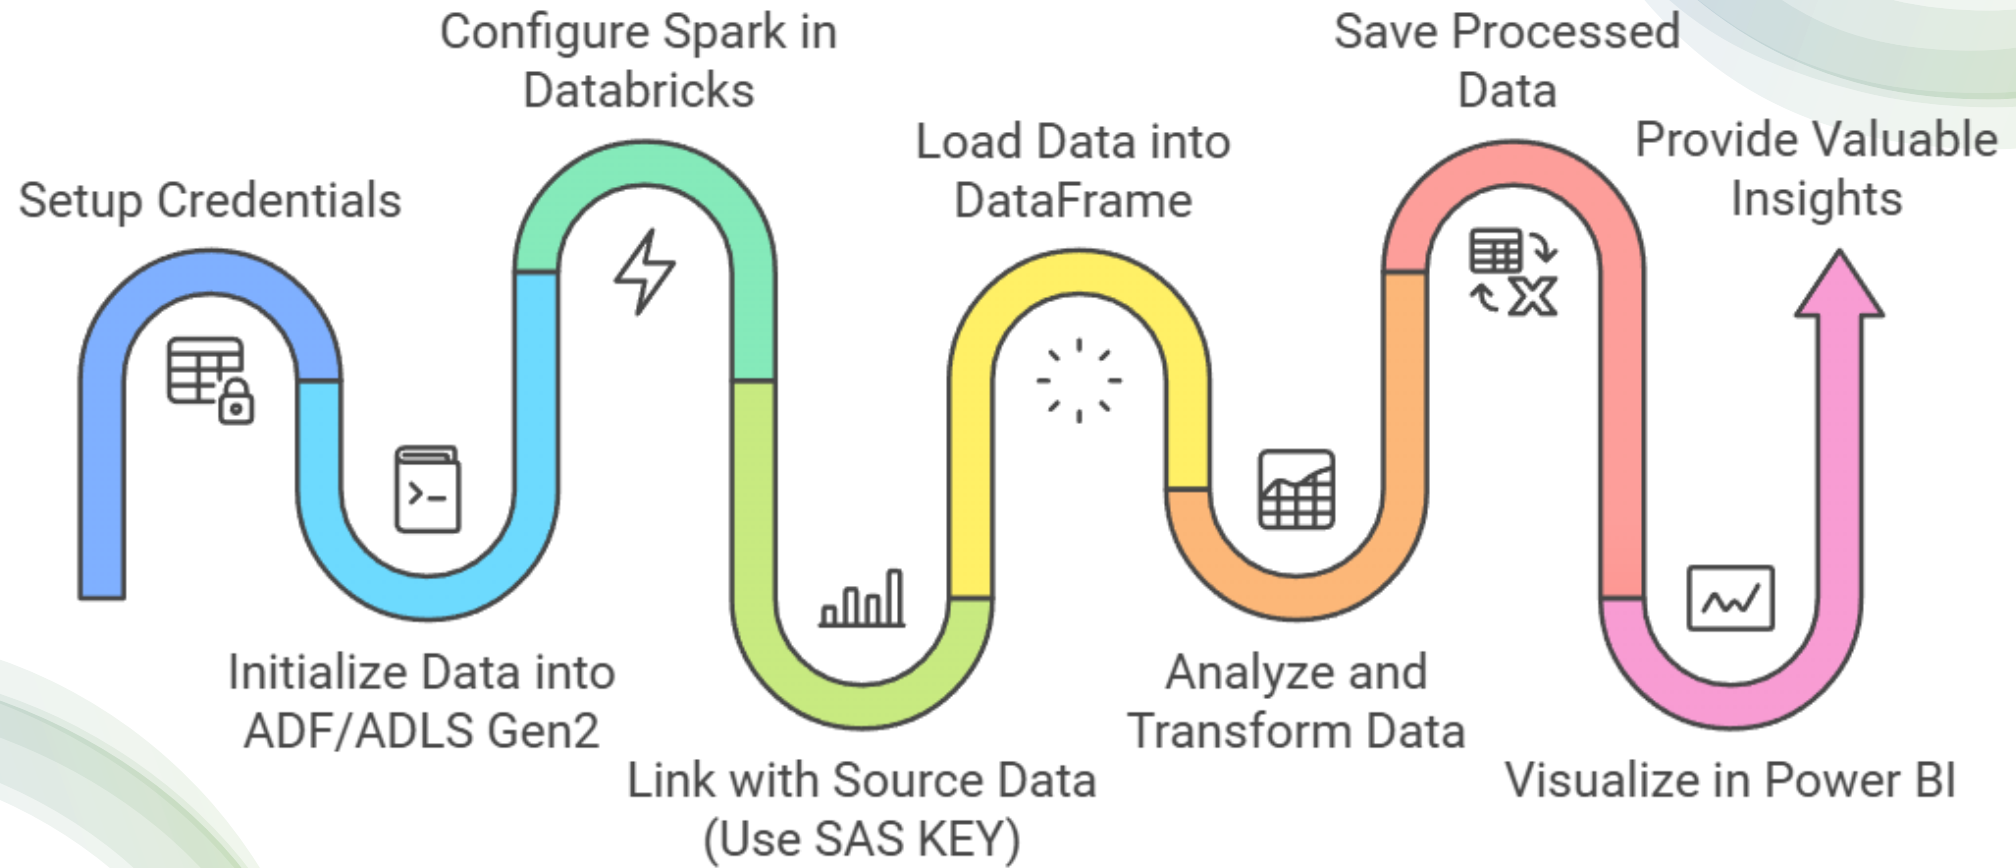 Setup Credentials
Initialize Data into
ADF/ADLS Gen2
Configure Spark in
Databricks
Link with Source Data
(Use SAS KEY)
Load Data into
DataFrame
Analyze and
Transform Data
Save Processed
Data
Visualize in Power BI
Provide Valuable
Insights